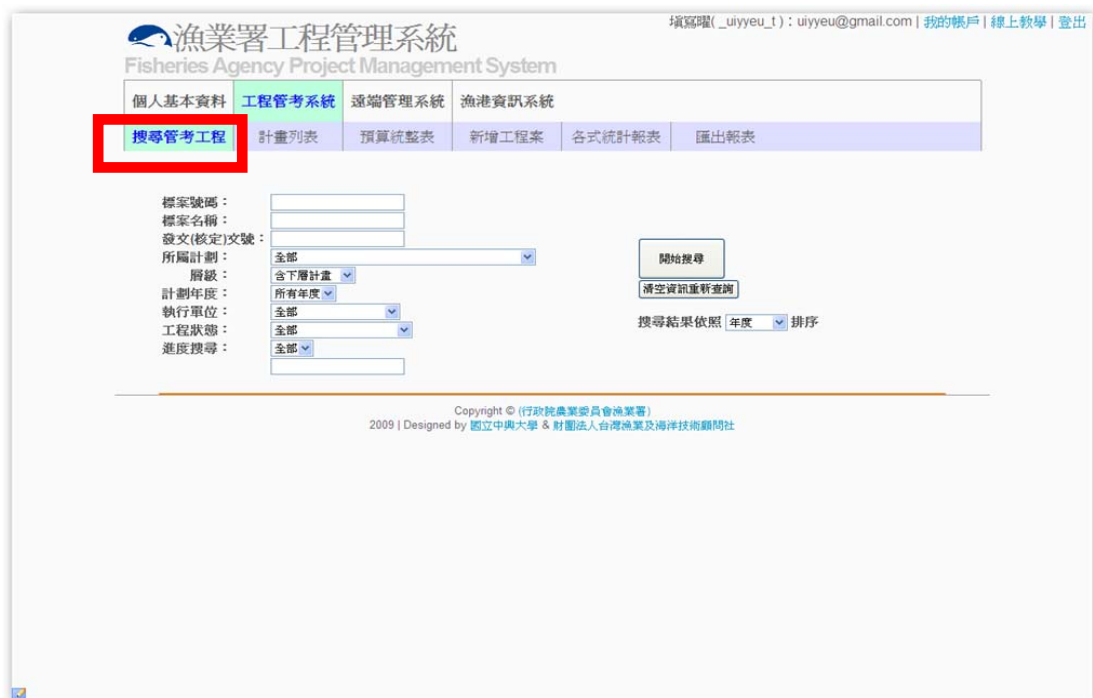 填寫曜( _uiyyeu_t )：uiyyeu@gmail.com | 我的帳戶 | 線上教學 | 登出
漁業署工程管理系統
Fisheries Agency Project Management System
個人基本資料 工程管考系統 遠端管理系統 漁港資訊系統
搜尋管考工程 計畫列表 預算統整表 新增工程案 各式統計報表 匯出報表
標案號碼：
標案名稱：
發文(核定)文號：
所屬計劃： 全部
開始搜尋
層級： 含下層計畫
計劃年度： 所有年度
清空資訊重新查詢
執行單位： 全部
搜尋結果依照 年度 排序
工程狀態： 全部
進度搜尋： 全部
Copyright © (行政院農業委員會漁業署)
2009 | Designed by 國立中興大學 & 財團法人台灣漁業及海洋技術顧問社